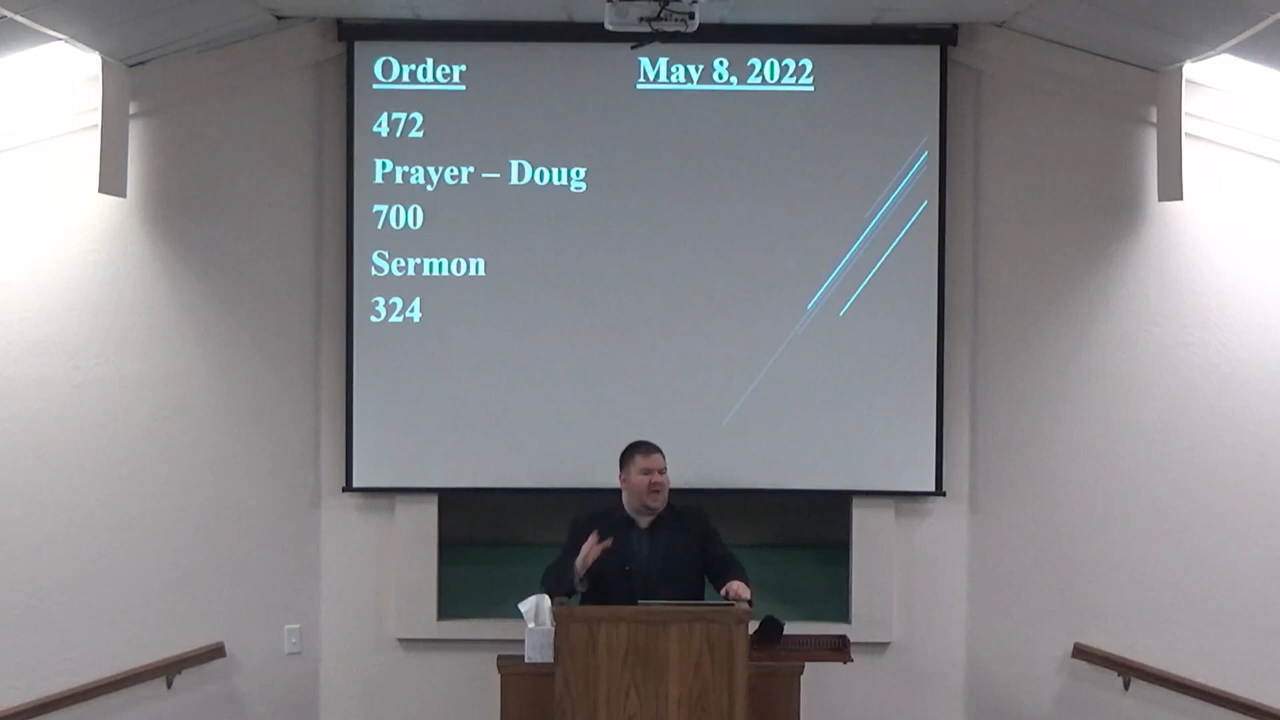 Order May 8, 2022
472
Prayer – Doug
700
Sermon
324